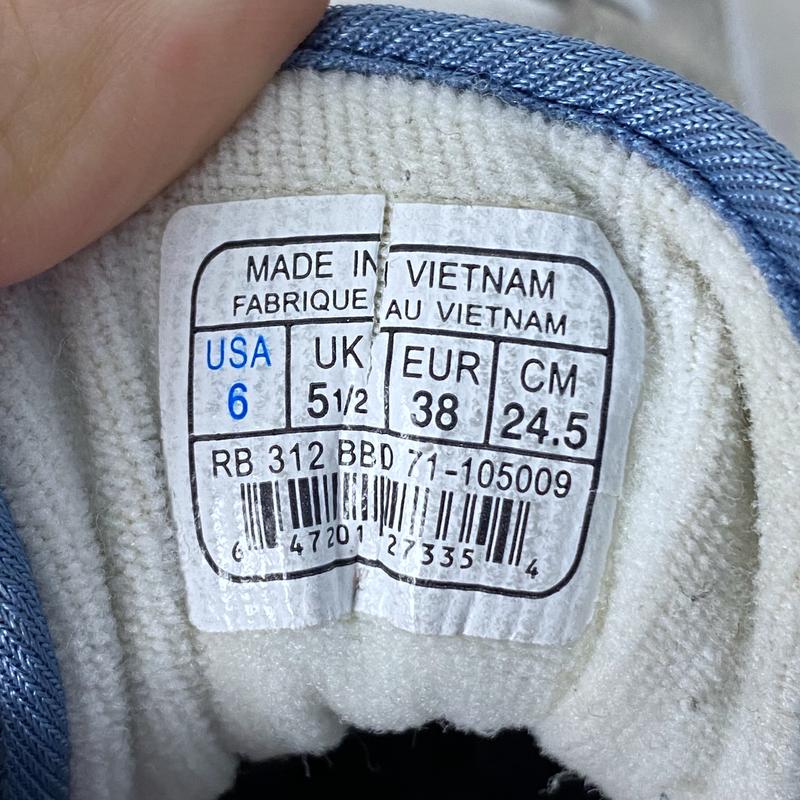 MADE IN VIETNAM
FABRIQUE AU VIETNAM
USA UK EUR CM
6 5 1/2 38 24.5
RB 312 BBD 71-105009
6 47201 27335 4